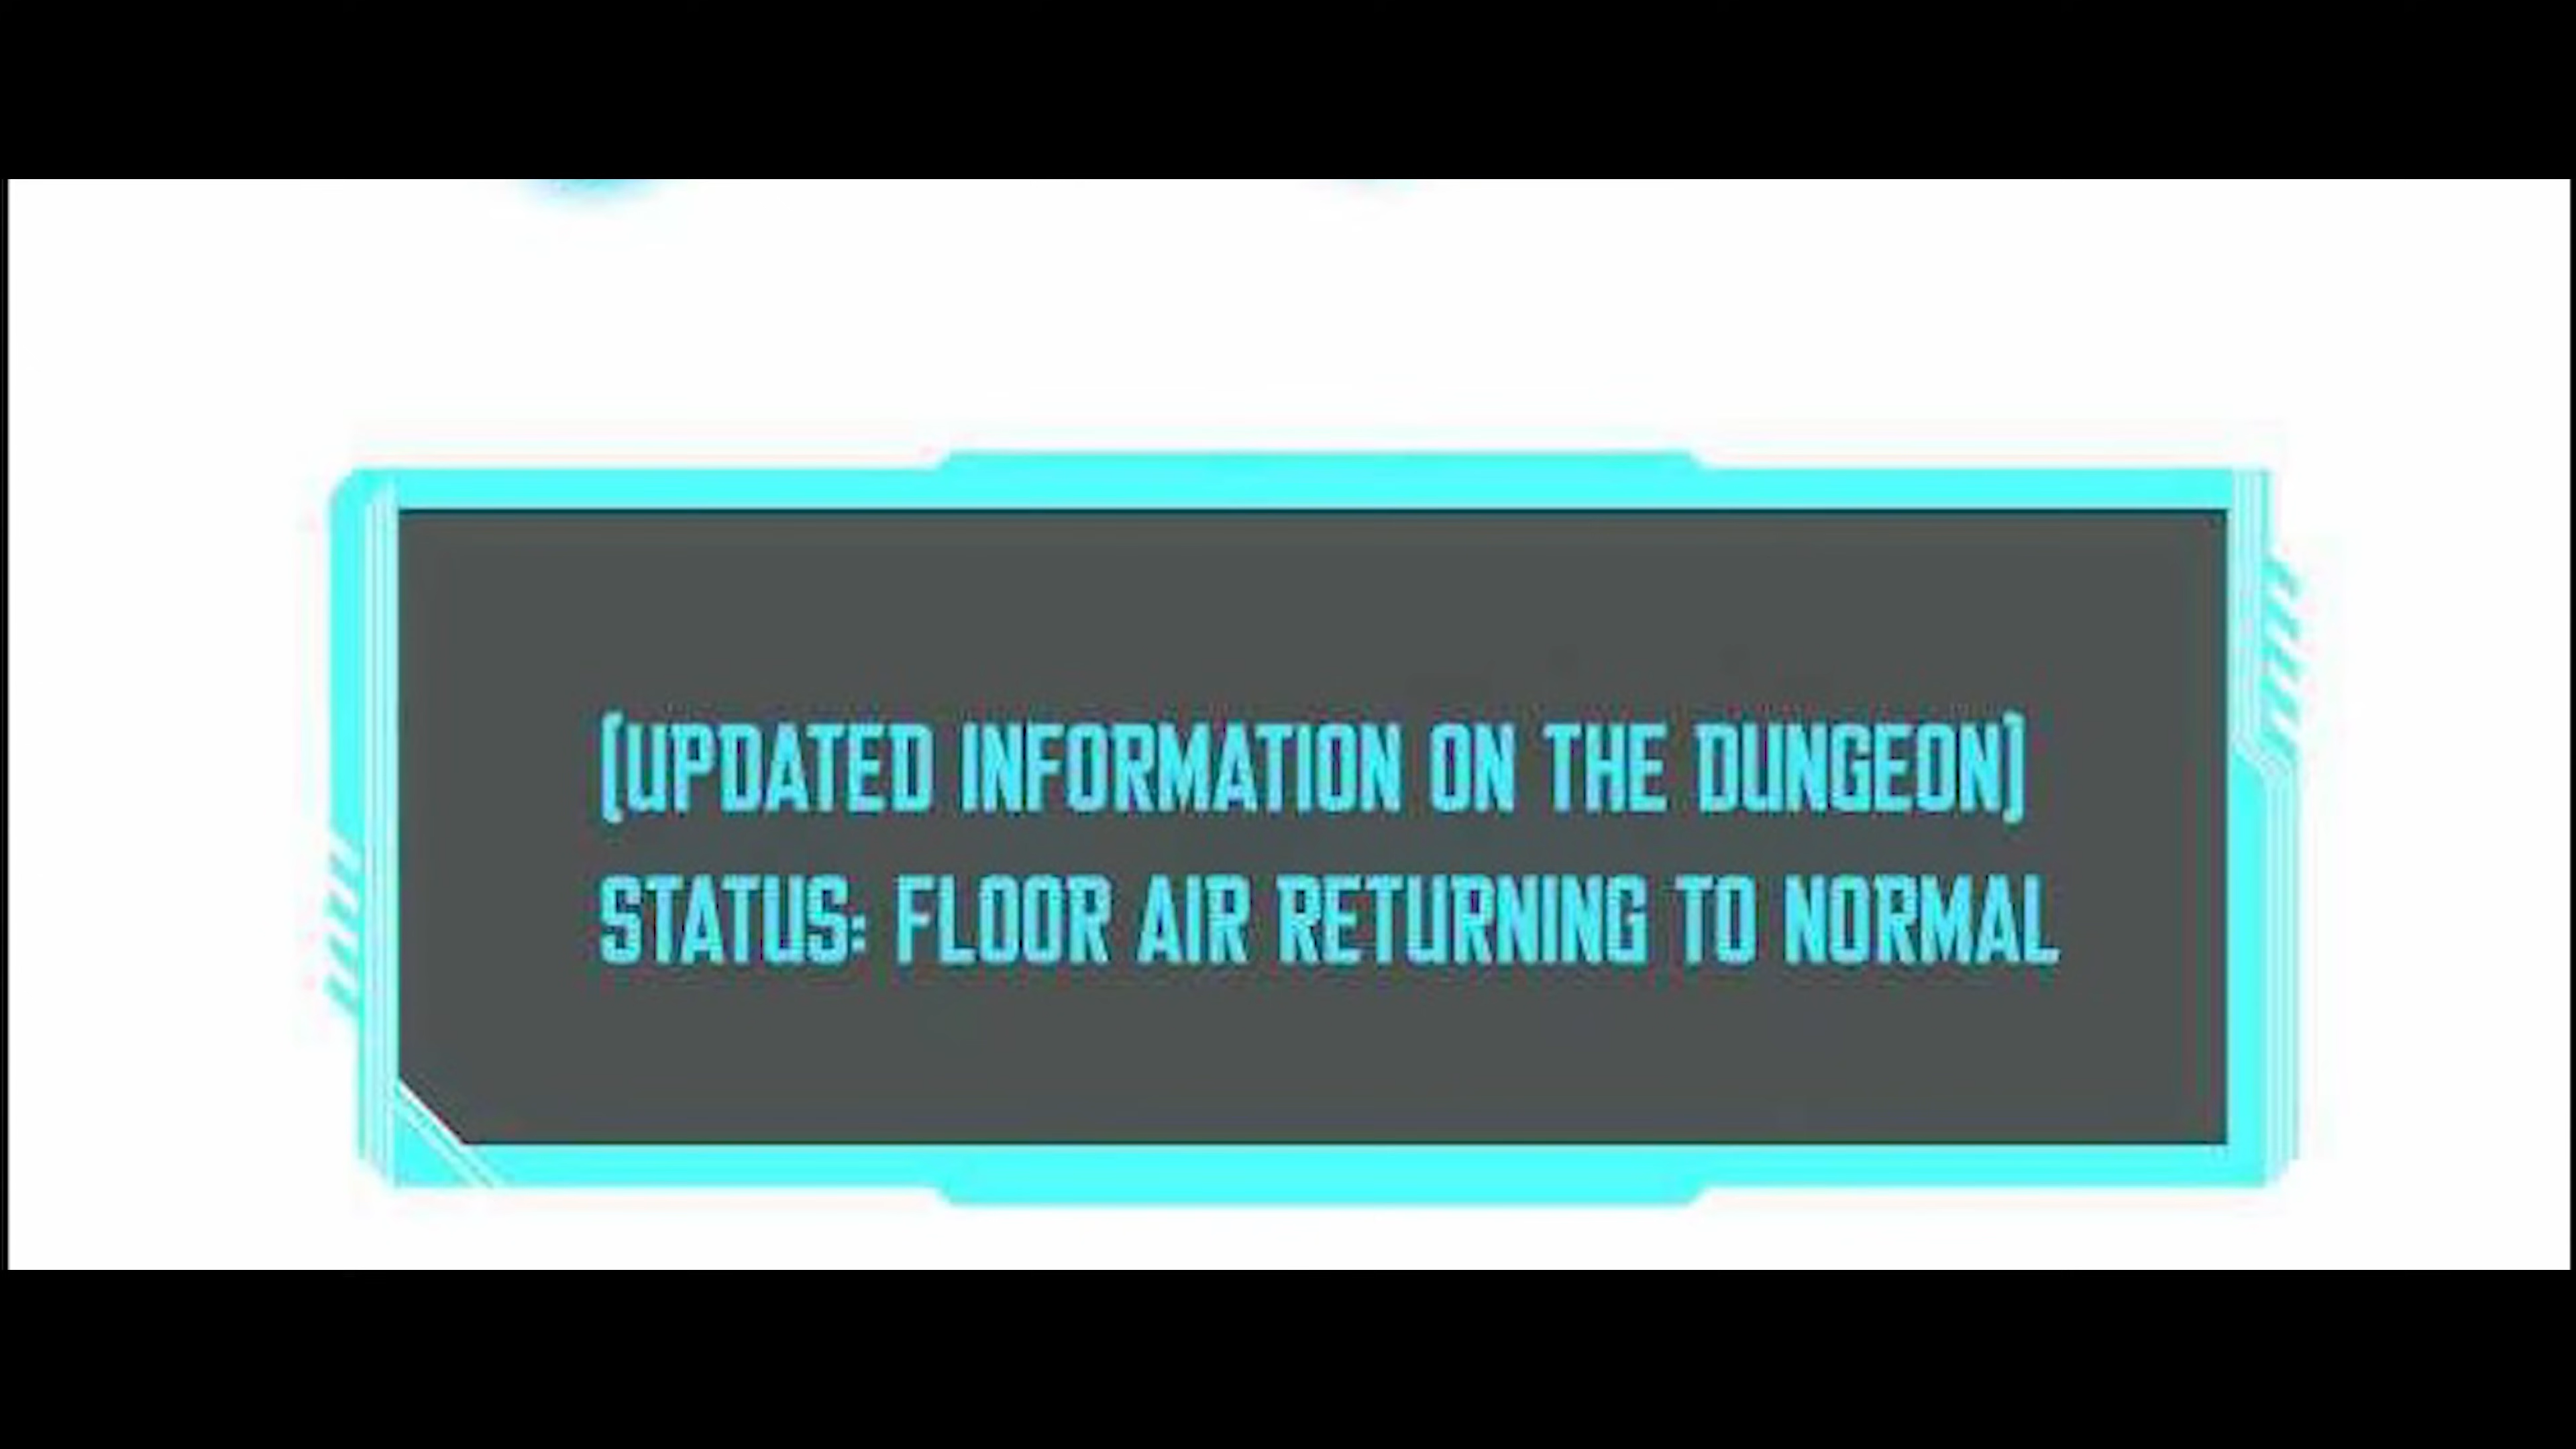 [UPDATED INFORMATION ON THE DUNGEON]
STATUS: FLOOR AIR RETURNING TO NORMAL